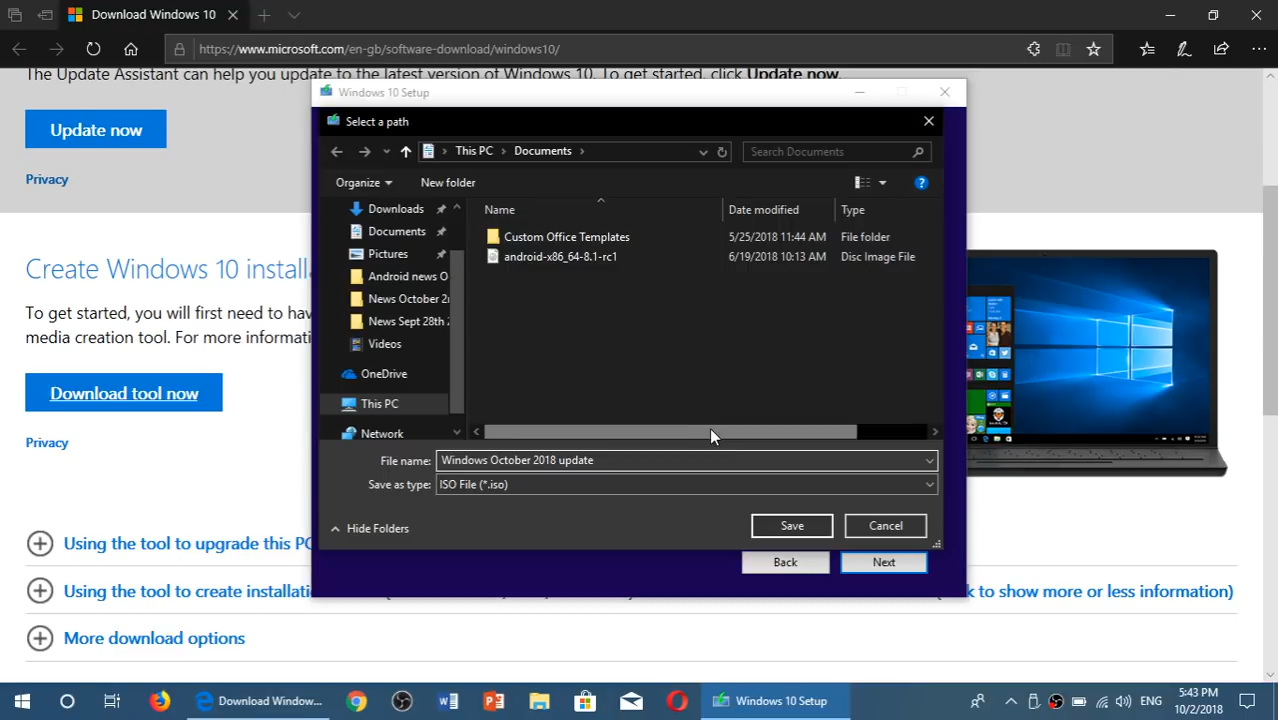 Download Windows 10
https://www.microsoft.com/en-gb/software-download/windows10/
The Update Assistant can help you update to the latest version of Windows 10. To get started, click Update now.
Update now
Privacy
Create Windows 10 install
To get started, you will first need to hav
media creation tool. For more informati
Download tool now
Privacy
Windows 10 Setup
Select a path
This PC > Documents >
Search Documents
Organize
New folder
Name
Date modified
Type
Downloads
Documents
Pictures
Android news O
News October 2
News Sept 28th
Videos
OneDrive
This PC
Network
Custom Office Templates 5/25/2018 11:44 AM File folder
android-x86_64-8.1-rc1 6/19/2018 10:13 AM Disc Image File
File name: Windows October 2018 update
Save as type: ISO File (*.iso)
Hide Folders
Save
Cancel
Back
Next
Using the tool to upgrade this PC
Using the tool to create installati
k to show more or less information)
More download options
Download Window...
Windows 10 Setup
ENG
5:43 PM
10/2/2018